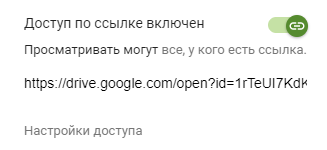 Доступ по ссылке включен
Просматривать могут все, у кого есть ссылка.
https://drive.google.com/open?id=1rTeUI7KdK
Настройки доступа